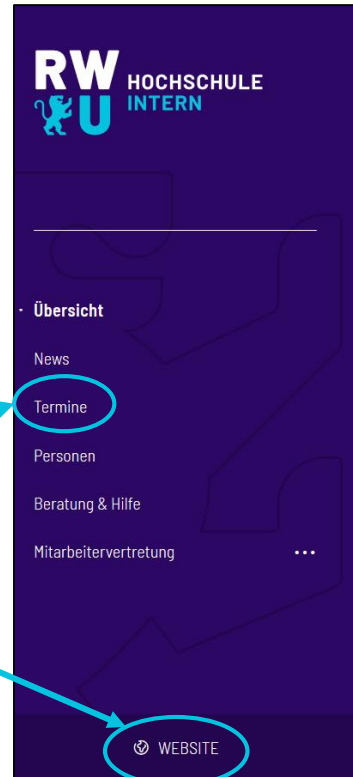 RW HOCHSCHULE
U INTERN
Übersicht
News
Termine
Personen
Beratung & Hilfe
Mitarbeitervertretung ...
WEBSITE